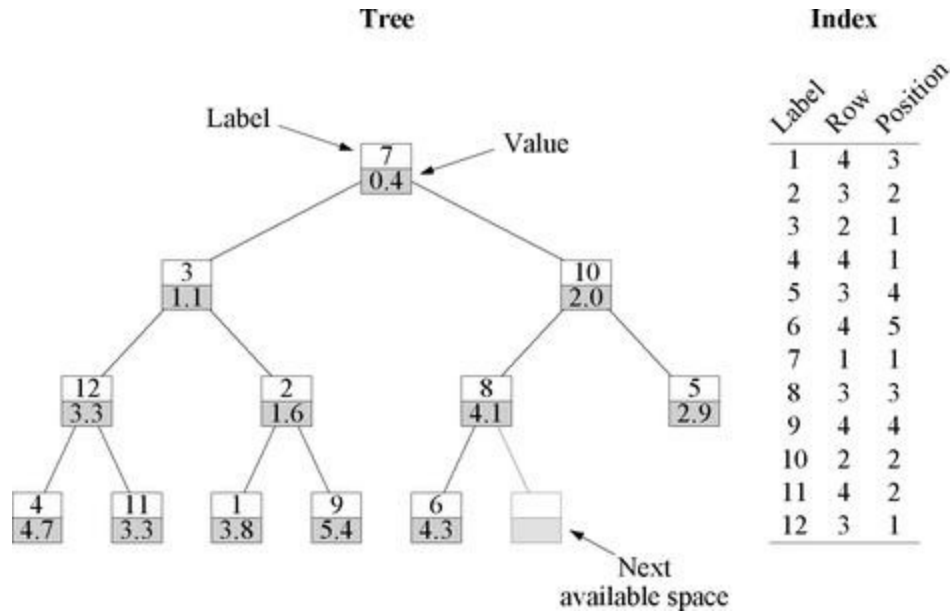 Tree
Label
Value
7
0.4
3
1.1
10
2.0
12
3.3
2
1.6
8
4.1
5
2.9
4
4.7
11
3.3
1
3.8
9
5.4
6
4.3
Next
available space
Index
Label Row Position
1 4 3
2 3 2
3 2 1
4 4 1
5 3 4
6 4 5
7 1 1
8 3 3
9 4 4
10 2 2
11 4 2
12 3 1